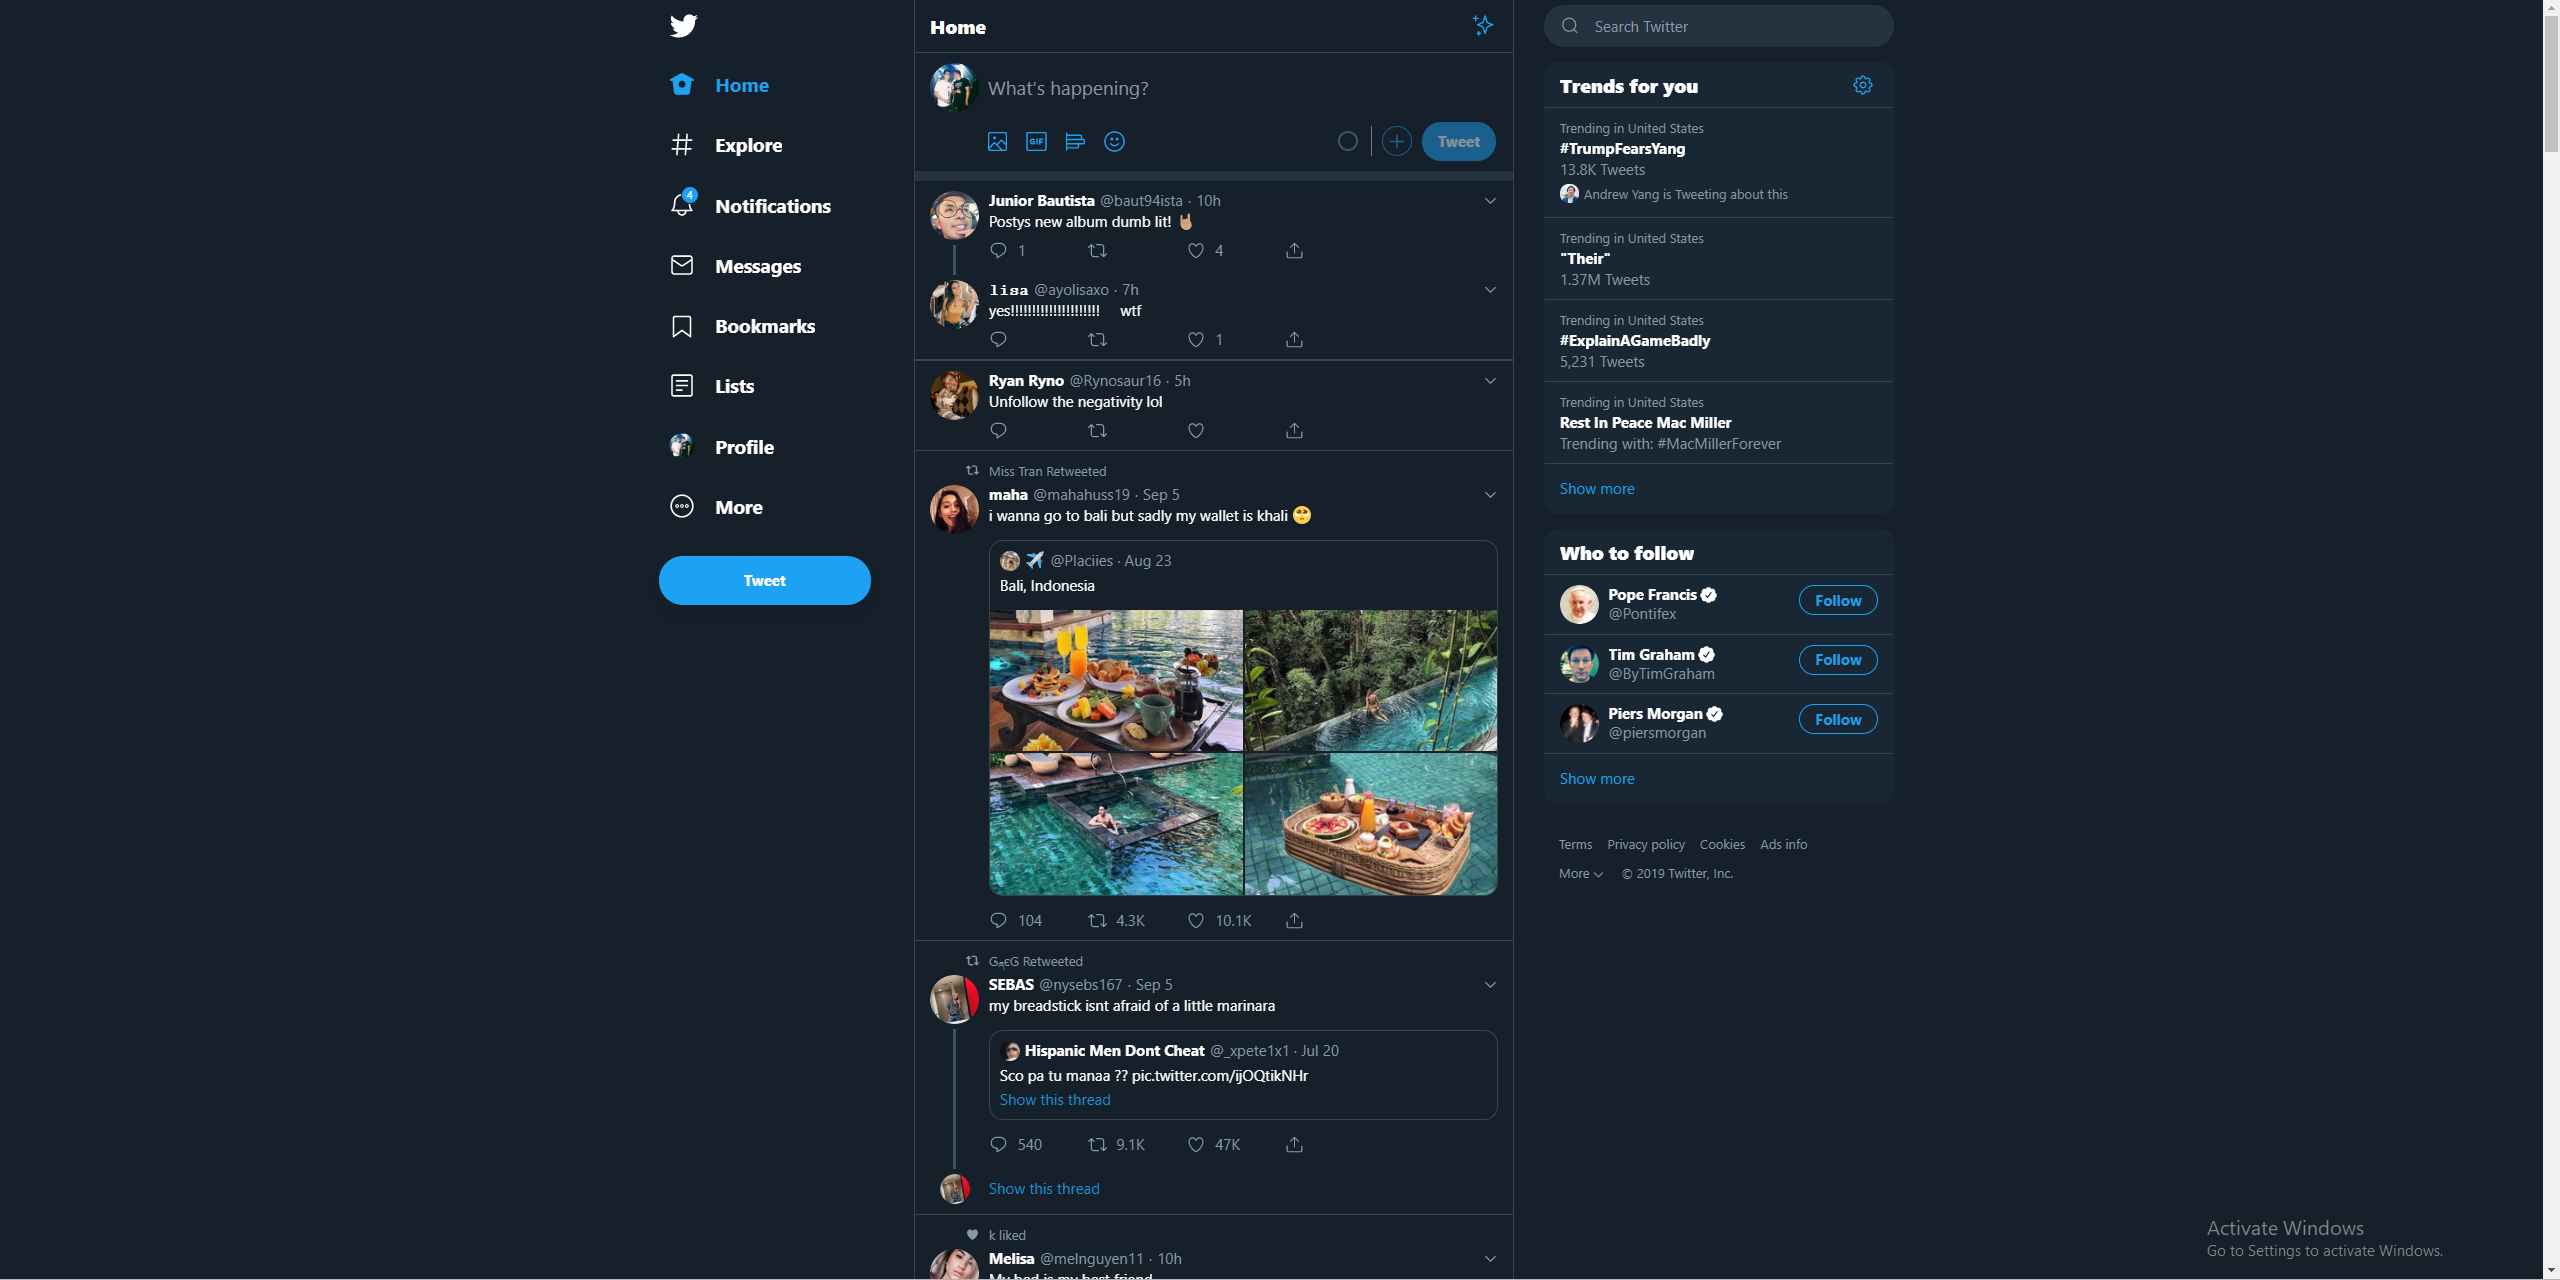 Home
Explore
4
Notifications
Messages
Bookmarks
Lists
Profile
More
Tweet
Home
What's happening?
GIF
Tweet
Junior Bautista @baut94ista · 10h
Postys new album dumb lit! 🤘🏼
1 4
lisa @ayolisaxo · 7h
yes!!!!!!!!!!!!!!!!!!!!! wtf
1
Ryan Ryno @Rynosaur16 · 5h
Unfollow the negativity lol
Miss Tran Retweeted
maha @mahahuss19 · Sep 5
i wanna go to bali but sadly my wallet is khali 🥺
✈️ @Placiies · Aug 23
Bali, Indonesia
104 4.3K 10.1K
Retweeted
SEBAS @nysebs167 · Sep 5
my breadstick isnt afraid of a little marinara
Hispanic Men Dont Cheat @_xpete1x1 · Jul 20
Sco pa tu manaa ?? pic.twitter.com/ijOQtikNHr
Show this thread
540 9.1K 47K
Show this thread
k liked
Melisa @melnguyen11 · 10h
My bed is my best friend
Search Twitter
Trends for you
Trending in United States
#TrumpFearsYang
13.8K Tweets
Andrew Yang is Tweeting about this
Trending in United States
"Their"
1.37M Tweets
Trending in United States
#ExplainAGameBadly
5,231 Tweets
Trending in United States
Rest In Peace Mac Miller
Trending with: #MacMillerForever
Show more
Who to follow
Pope Francis
@Pontifex
Follow
Tim Graham
@ByTimGraham
Follow
Piers Morgan
@piersmorgan
Follow
Show more
Terms Privacy policy Cookies Ads info
More © 2019 Twitter, Inc.
Activate Windows
Go to Settings to activate Windows.